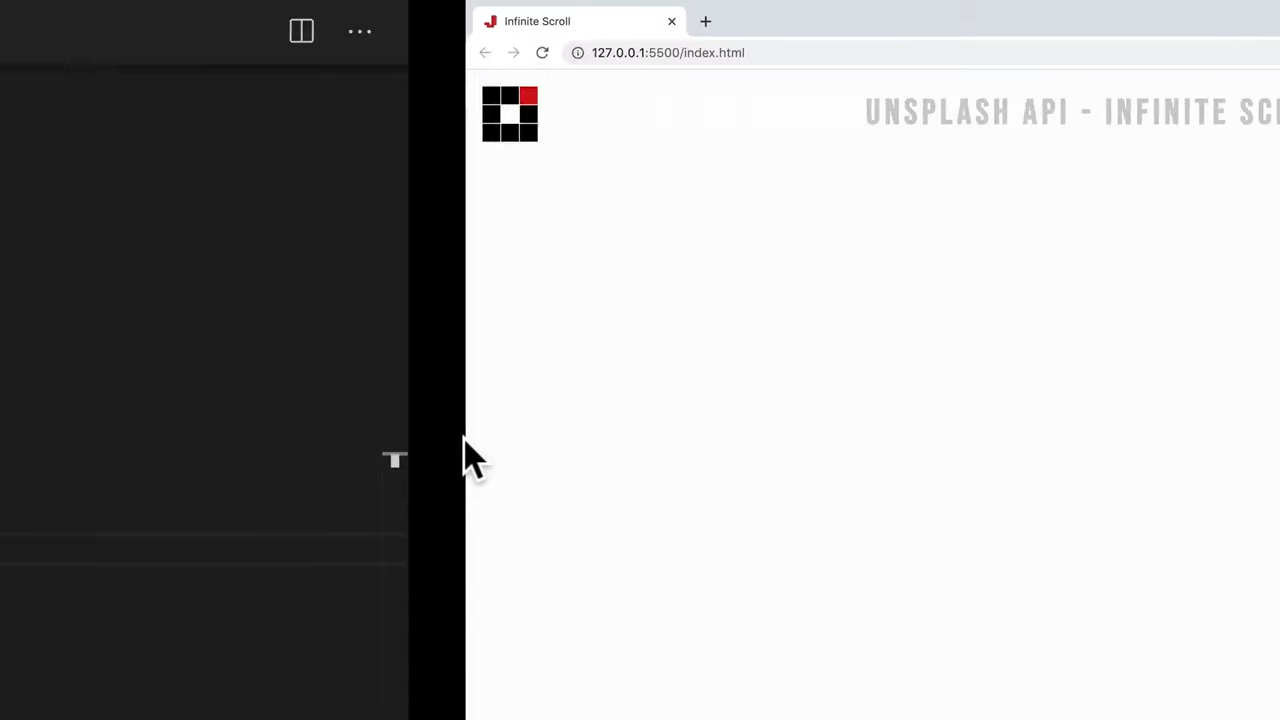 Infinite Scroll
127.0.0.1:5500/index.html
UNSPLASH API - INFINITE SC